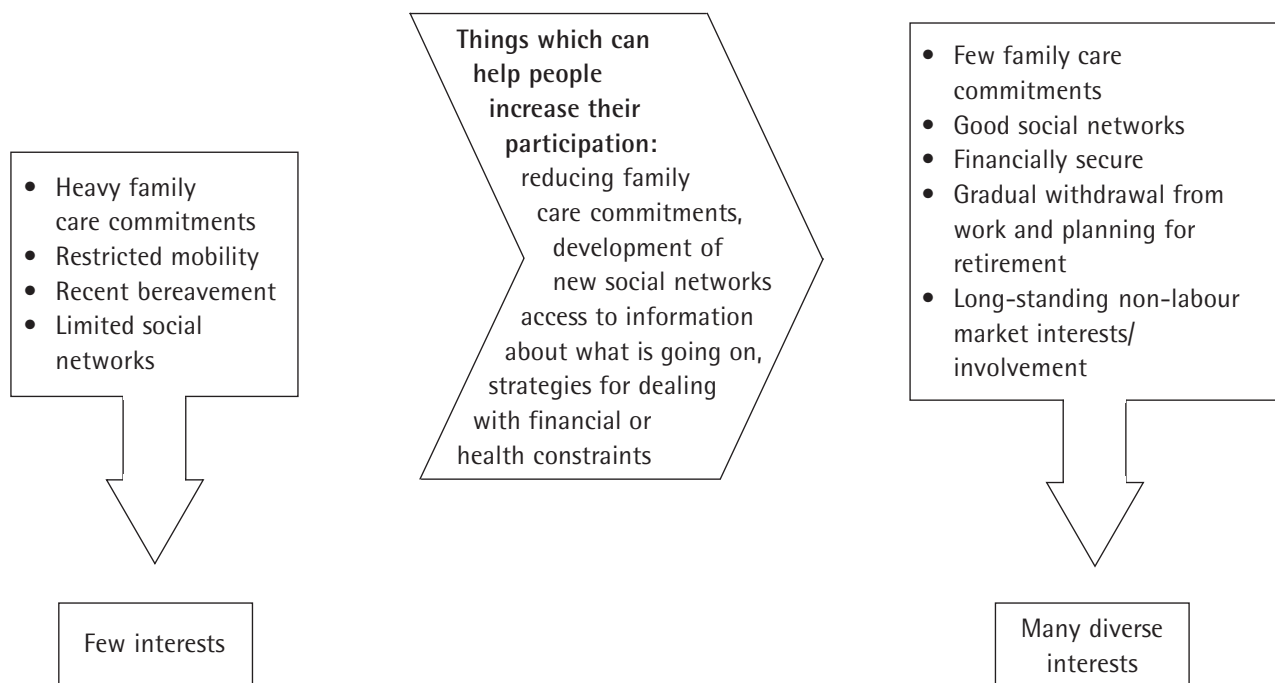 • Heavy family
care commitments
• Restricted mobility
• Recent bereavement
• Limited social
networks
Few interests
Things which can
help people
increase their
participation:
reducing family
care commitments,
development of
new social networks
access to information
about what is going on,
strategies for dealing
with financial or
health constraints
• Few family care
commitments
• Good social networks
• Financially secure
• Gradual withdrawal from
work and planning for
retirement
• Long-standing non-labour
market interests/
involvement
Many diverse
interests